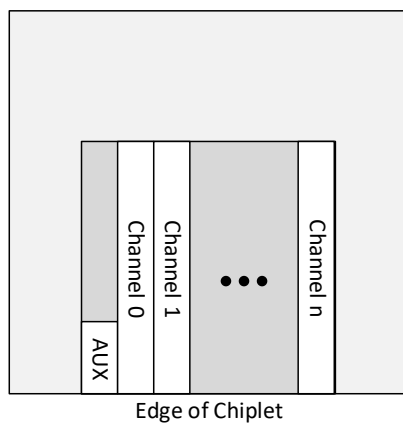 AUX
Channel 0
Channel 1
•••
Channel n
Edge of Chiplet